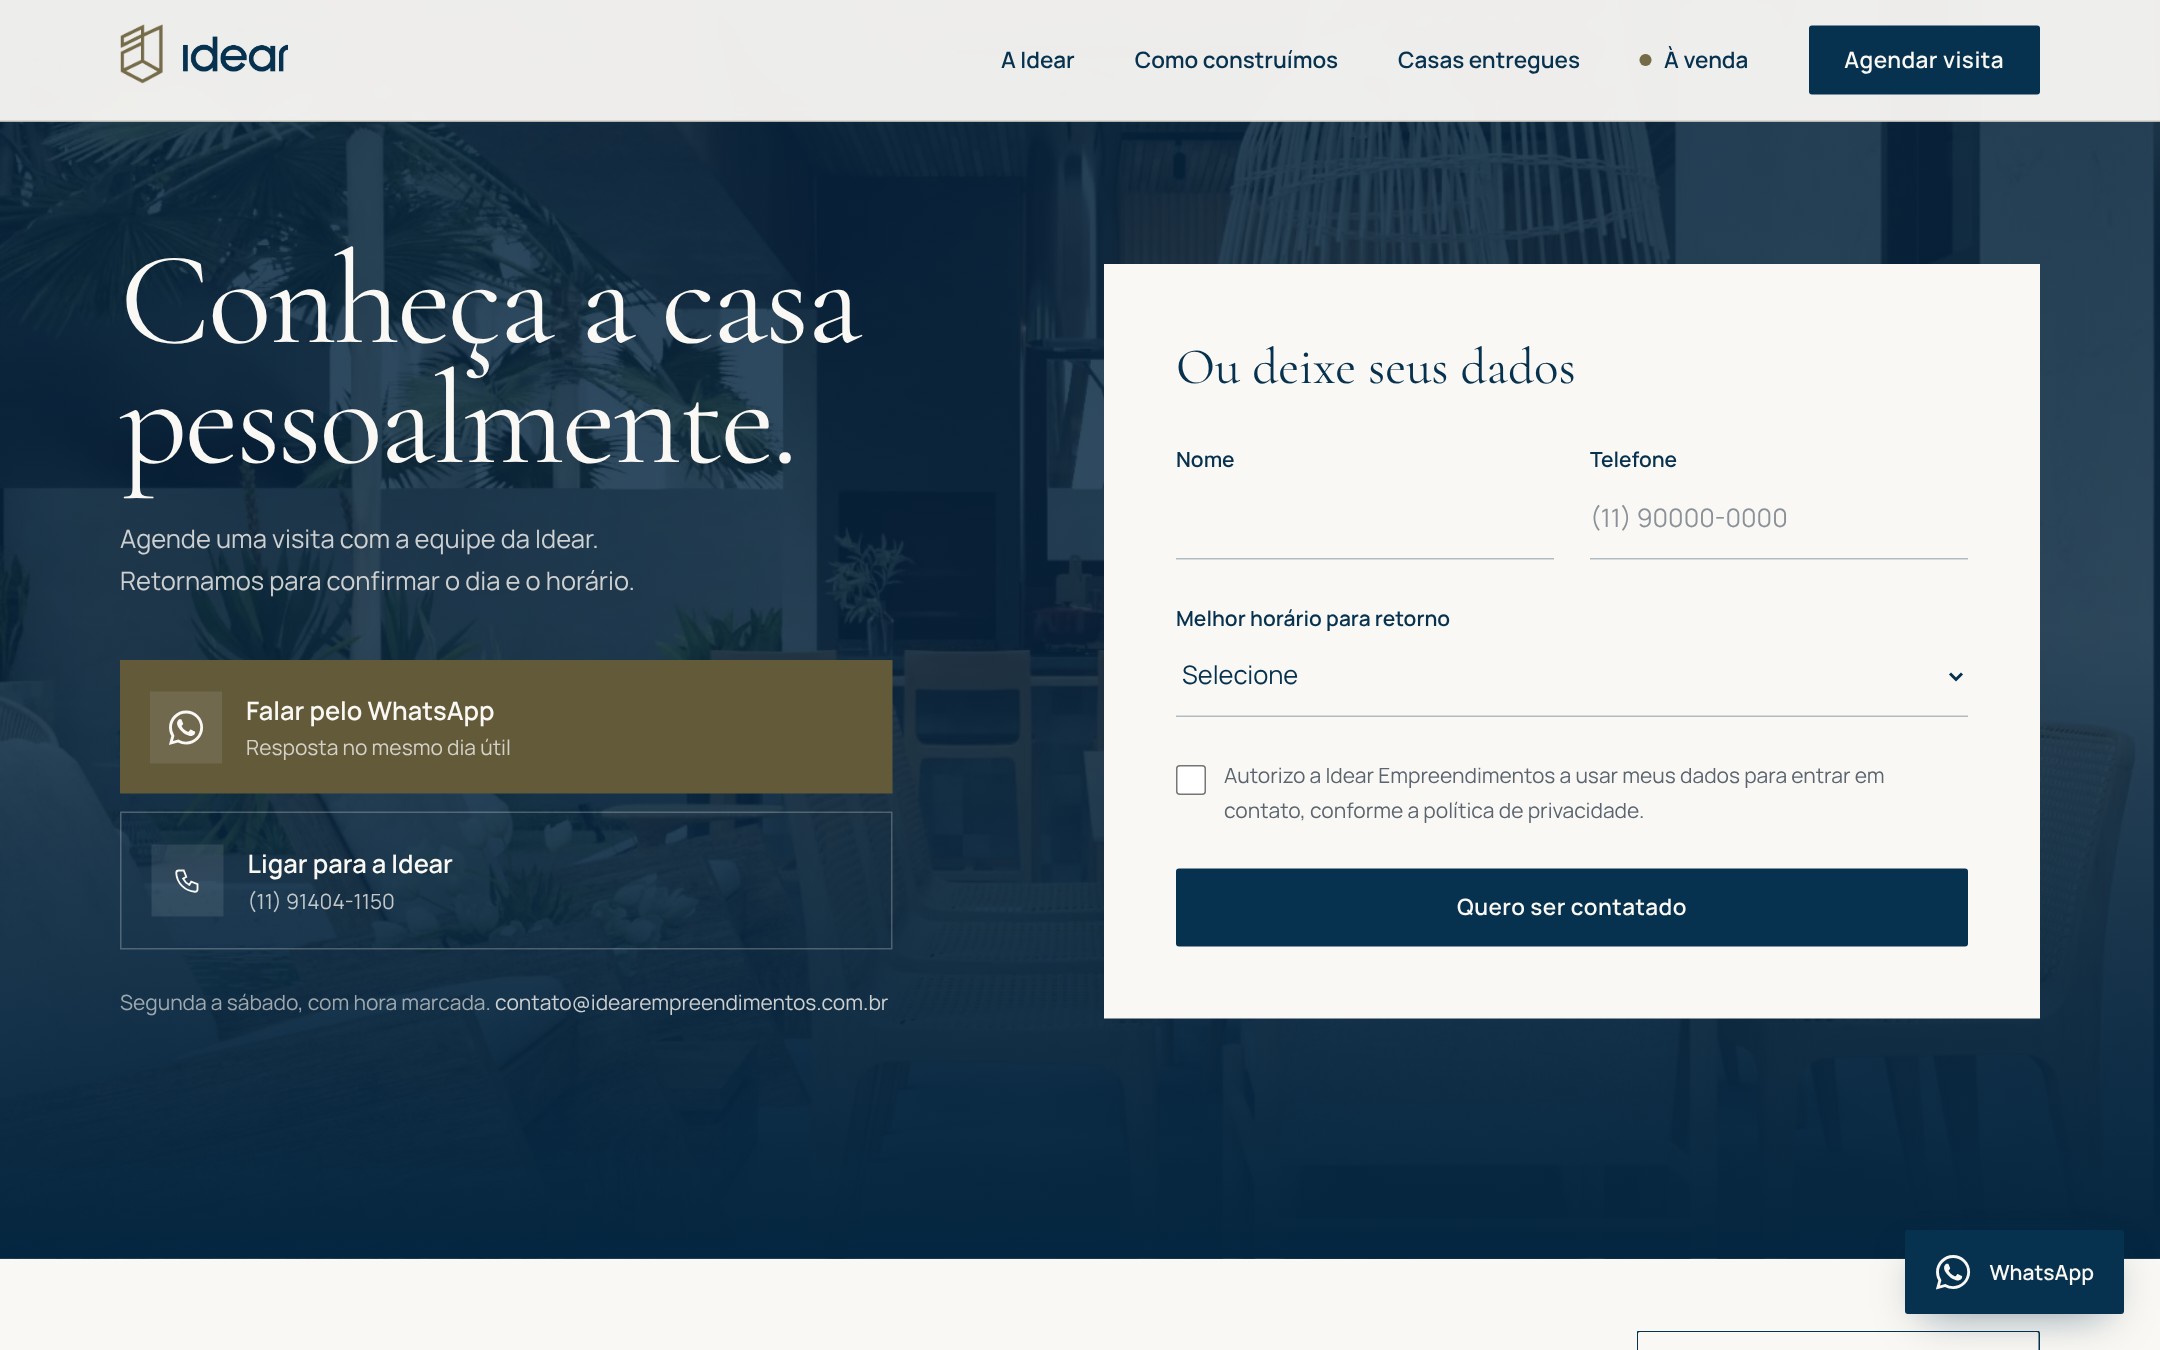 idear
A Idear
Como construímos
Casas entregues
À venda
Agendar visita
Conheça a casa
pessoalmente.
Agende uma visita com a equipe da Idear.
Retornamos para confirmar o dia e o horário.
Falar pelo WhatsApp
Resposta no mesmo dia útil
Ligar para a Idear
(11) 91404-1150
Segunda a sábado, com hora marcada. contato@idearempreendimentos.com.br
Ou deixe seus dados
Nome
Telefone
(11) 90000-0000
Melhor horário para retorno
Selecione
Autorizo a Idear Empreendimentos a usar meus dados para entrar em
contato, conforme a política de privacidade.
Quero ser contatado
WhatsApp